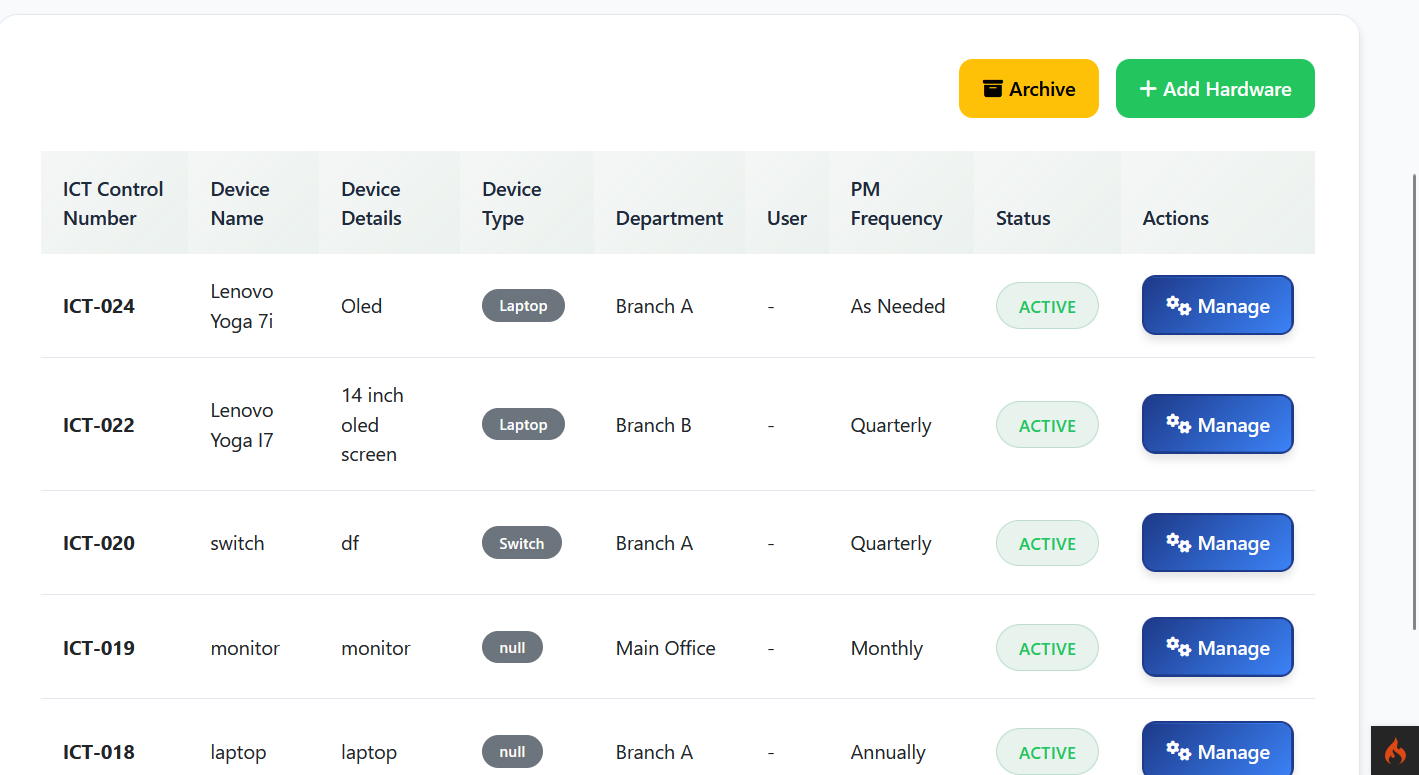 Archive
+ Add Hardware
ICT Control Number
Device Name
Device Details
Device Type
Department
User
PM Frequency
Status
Actions
ICT-024
Lenovo Yoga 7i
Oled
Laptop
Branch A
-
As Needed
ACTIVE
Manage
ICT-022
Lenovo Yoga I7
14 inch oled screen
Laptop
Branch B
-
Quarterly
ACTIVE
Manage
ICT-020
switch
df
Switch
Branch A
-
Quarterly
ACTIVE
Manage
ICT-019
monitor
monitor
null
Main Office
-
Monthly
ACTIVE
Manage
ICT-018
laptop
laptop
null
Branch A
-
Annually
ACTIVE
Manage